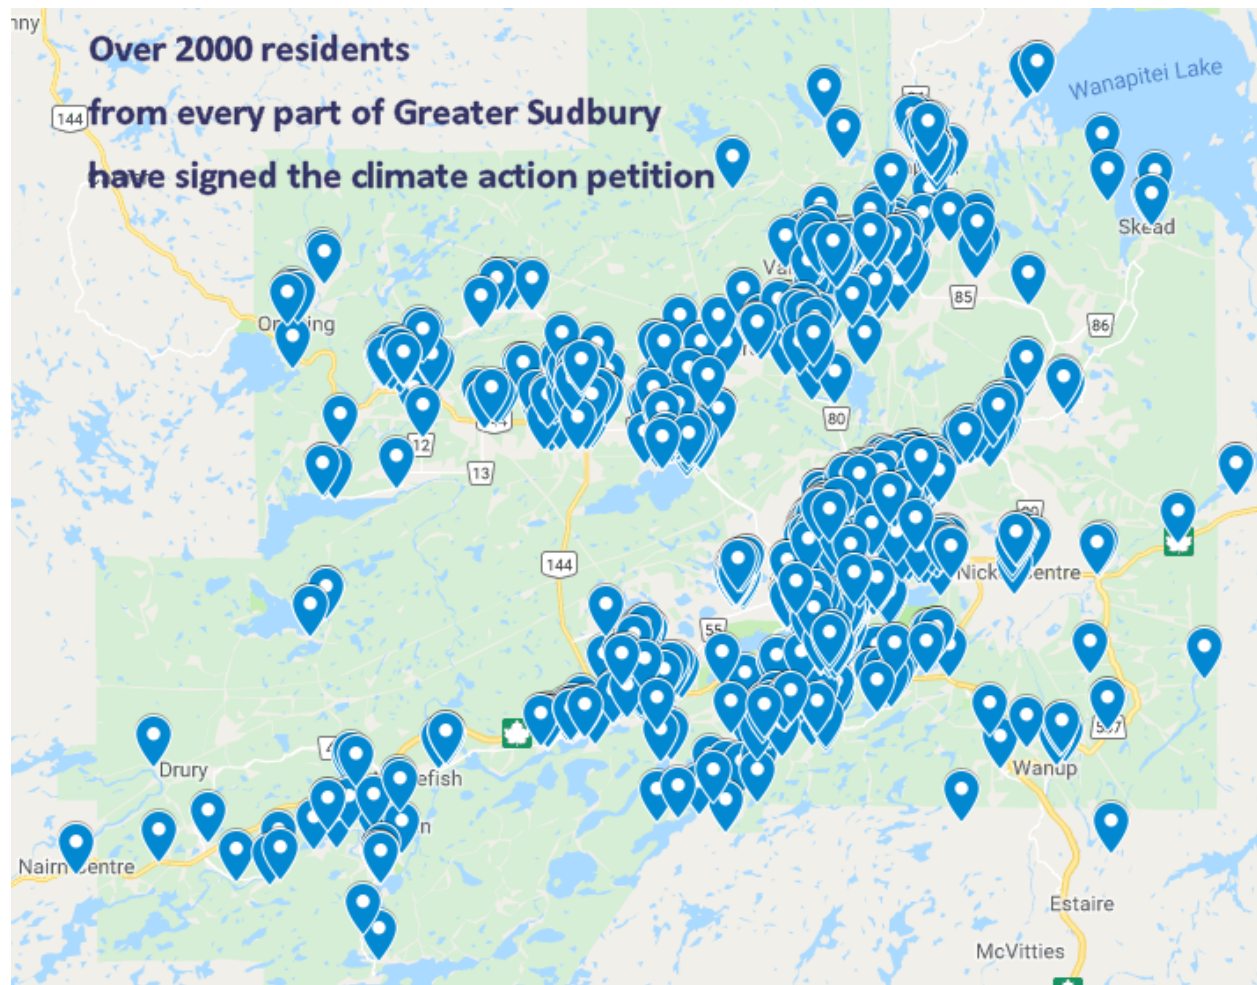 Over 2000 residents
from every part of Greater Sudbury
have signed the climate action petition
144
Wanapitei Lake
Skead
85
86
80
12
13
144
55
Drury
Wanup
Nairn Centre
Estaire
McVitties